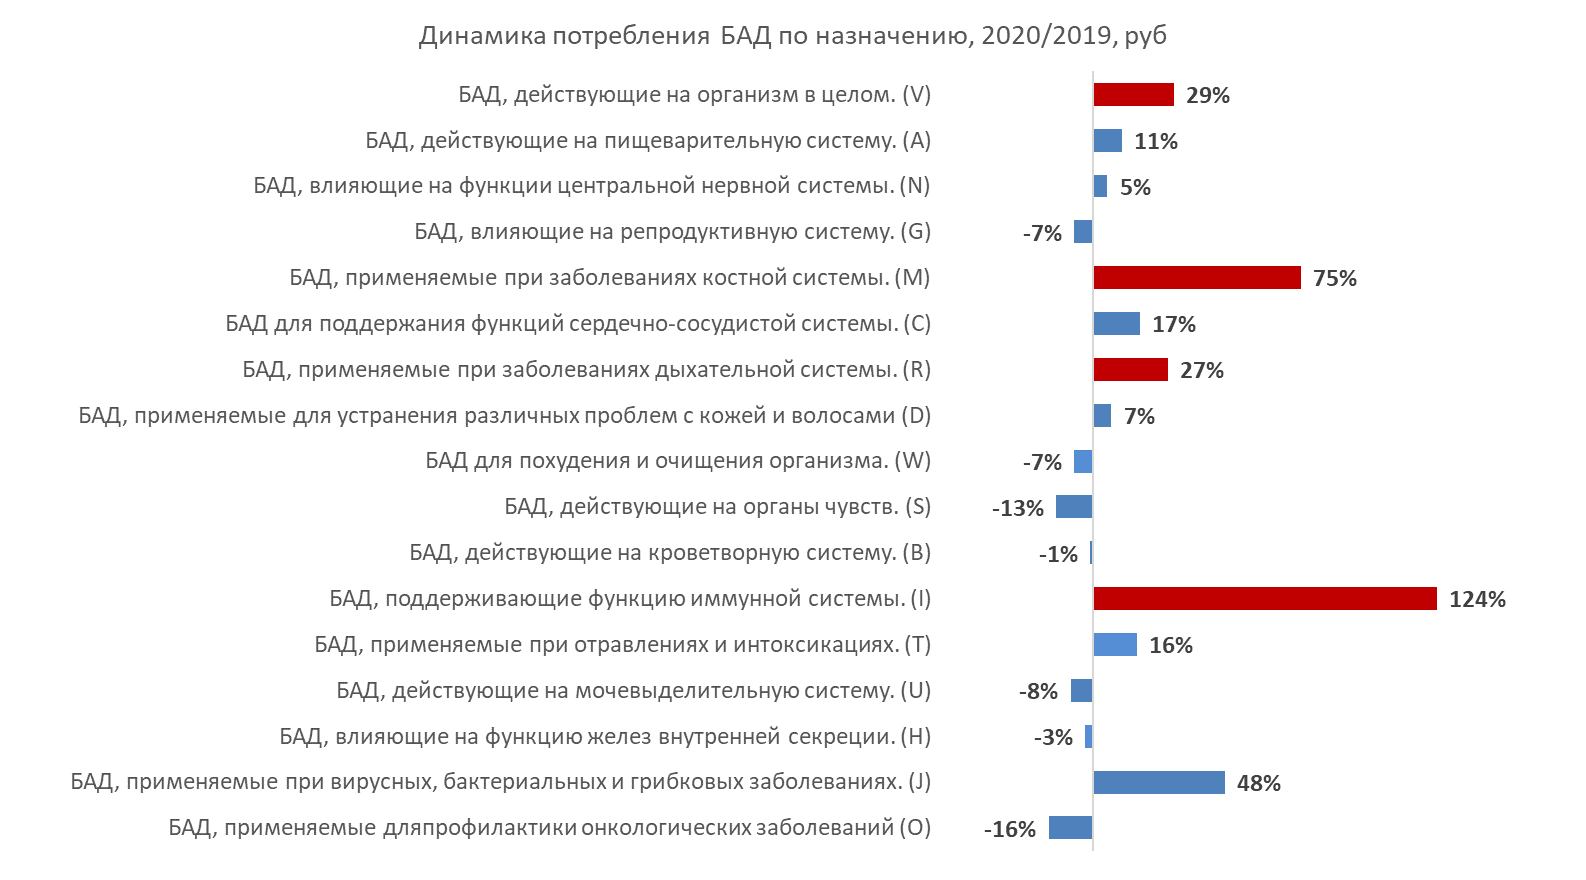 Динамика потребления БАД по назначению, 2020/2019, руб
БАД, действующие на организм в целом. (V) 29%
БАД, действующие на пищеварительную систему. (A) 11%
БАД, влияющие на функции центральной нервной системы. (N) 5%
БАД, влияющие на репродуктивную систему. (G) -7%
БАД, применяемые при заболеваниях костной системы. (M) 75%
БАД для поддержания функций сердечно-сосудистой системы. (C) 17%
БАД, применяемые при заболеваниях дыхательной системы. (R) 27%
БАД, применяемые для устранения различных проблем с кожей и волосами (D) 7%
БАД для похудения и очищения организма. (W) -7%
БАД, действующие на органы чувств. (S) -13%
БАД, действующие на кроветворную систему. (B) -1%
БАД, поддерживающие функцию иммунной системы. (I) 124%
БАД, применяемые при отравлениях и интоксикациях. (T) 16%
БАД, действующие на мочевыделительную систему. (U) -8%
БАД, влияющие на функцию желез внутренней секреции. (H) -3%
БАД, применяемые при вирусных, бактериальных и грибковых заболеваниях. (J) 48%
БАД, применяемые дляпрофилактики онкологических заболеваний (O) -16%